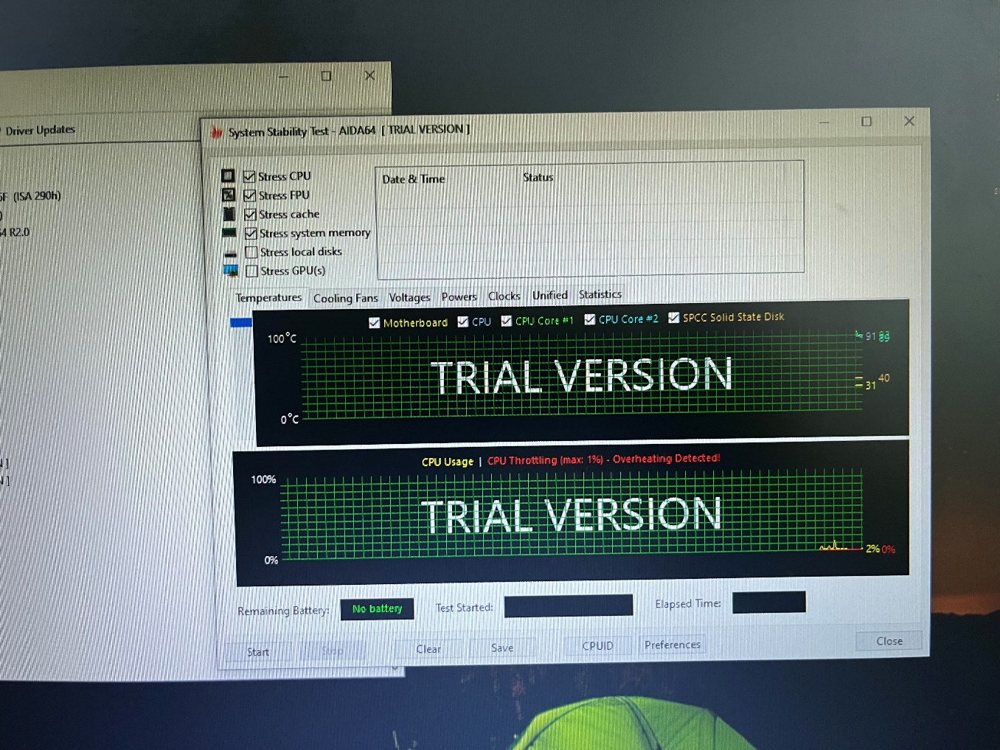 Driver Updates
System Stability Test - AIDA64 [ TRIAL VERSION ]
F (ISA 290h)
4 R2.0
Stress CPU
Stress FPU
Stress cache
Stress system memory
Stress local disks
Stress GPU(s)
Date & Time Status
Temperatures Cooling Fans Voltages Powers Clocks Unified Statistics
Motherboard CPU CPU Core #1 CPU Core #2 SPCC Solid State Disk
100°C
91
TRIAL VERSION
40
31
0°C
CPU Usage | CPU Throttling (max: 1%) - Overheating Detected!
100%
TRIAL VERSION
0%
2% 0%
Remaining Battery: No battery Test Started: Elapsed Time:
Start Stop Clear Save CPUID Preferences Close